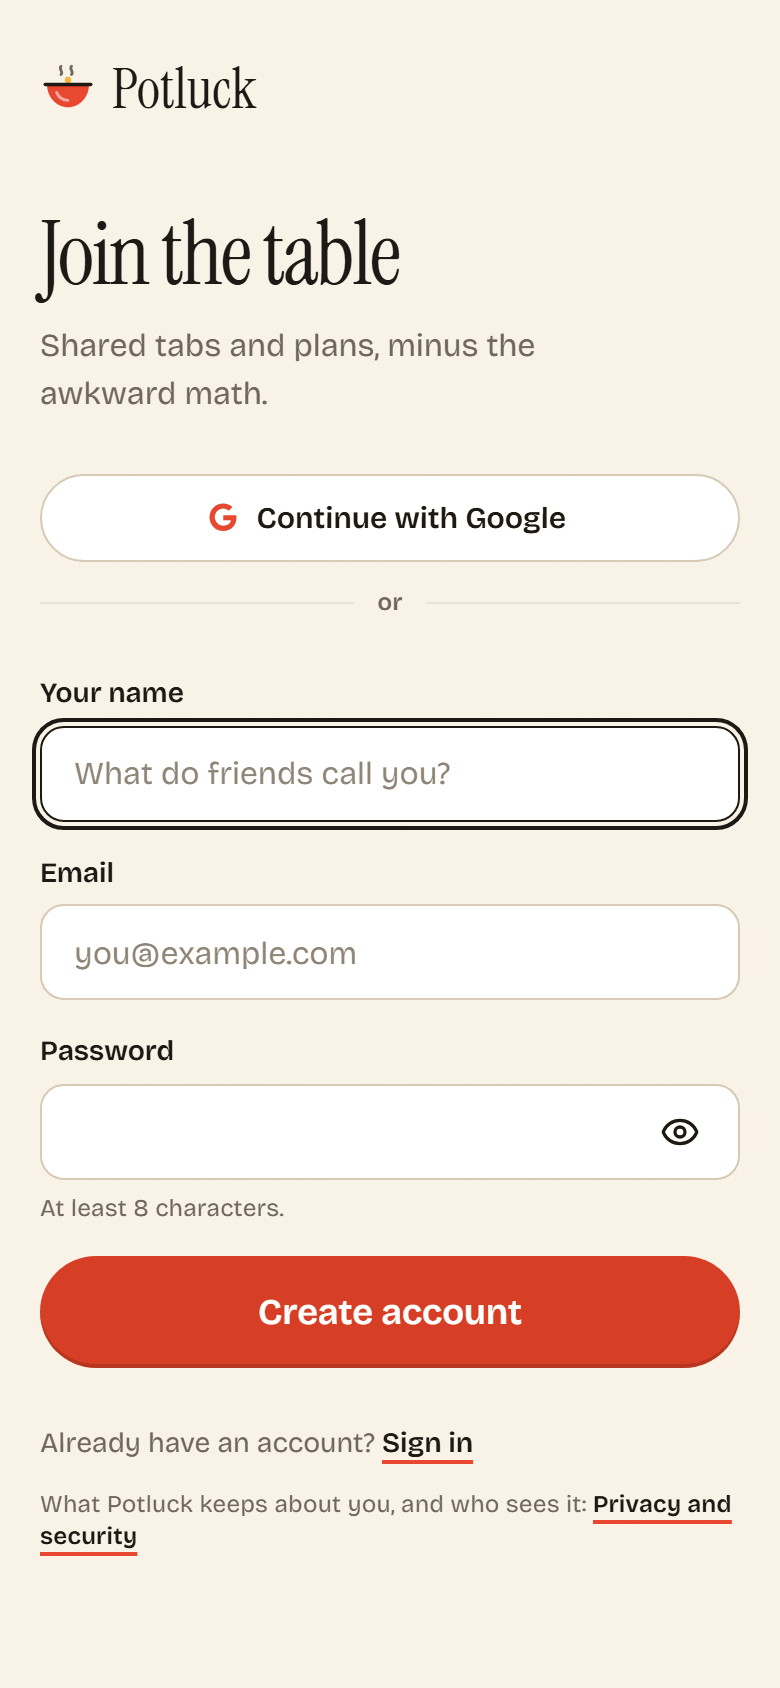 Potluck
Join the table
Shared tabs and plans, minus the
awkward math.
Continue with Google
or
Your name
What do friends call you?
Email
you@example.com
Password
At least 8 characters.
Create account
Already have an account? Sign in
What Potluck keeps about you, and who sees it: Privacy and
security